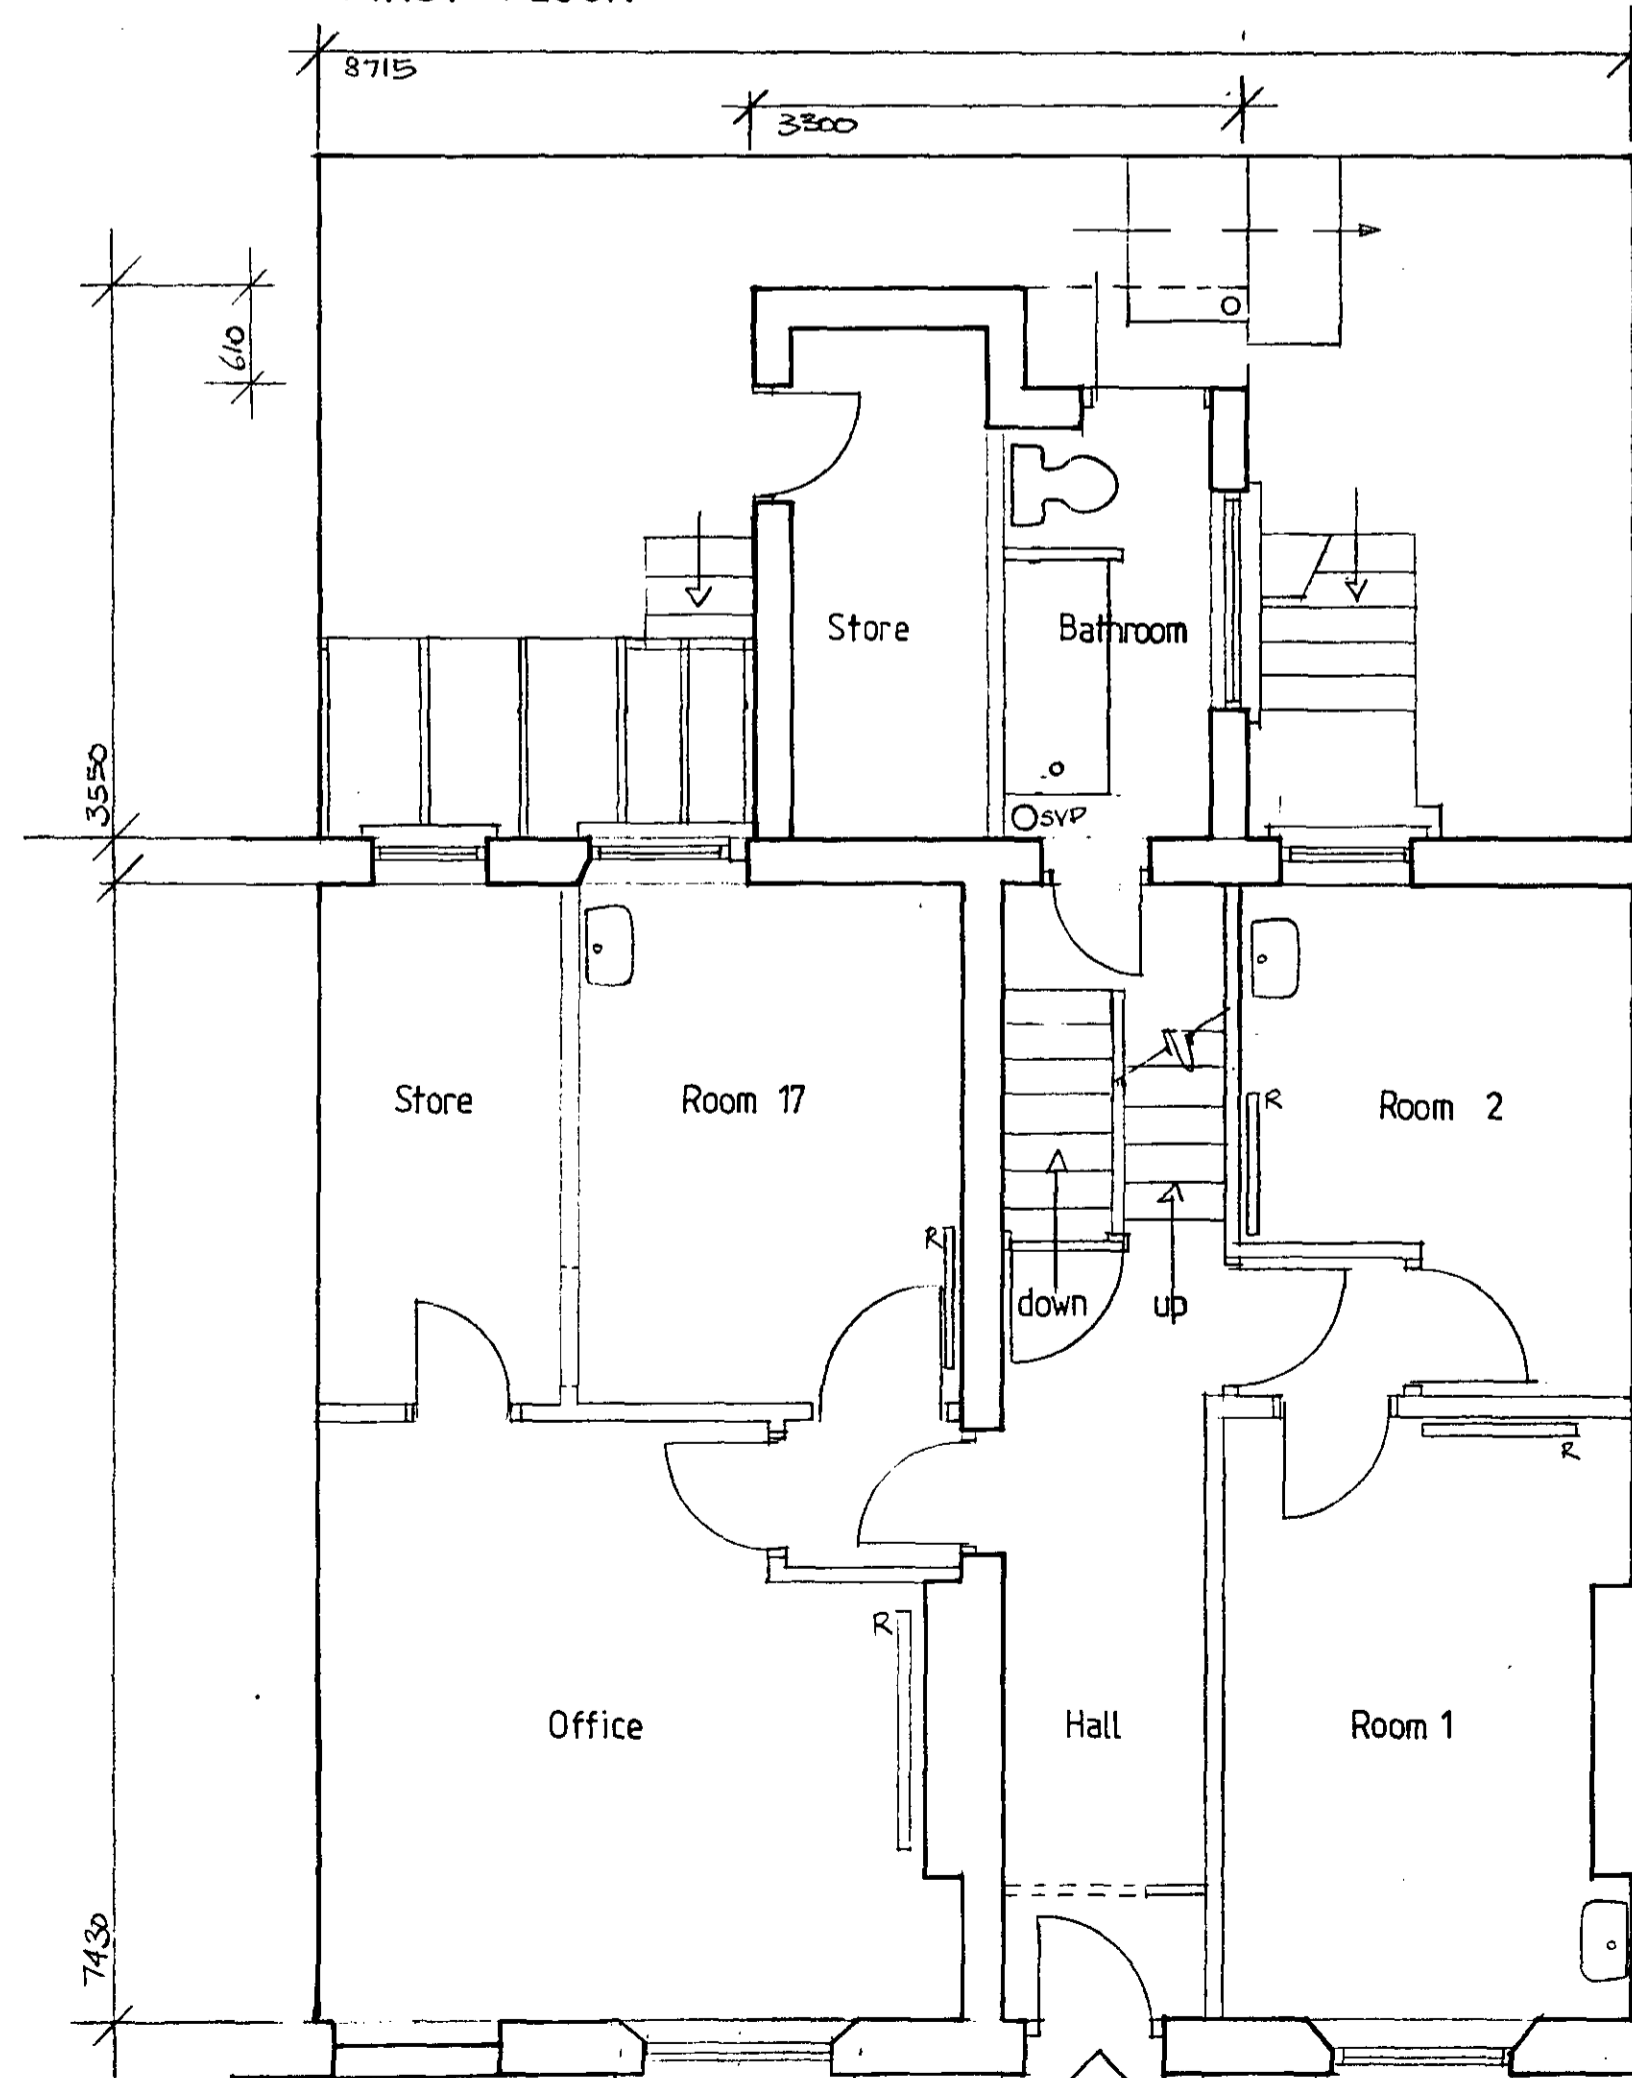 8715
3300
610
3550
Store
Bathroom
SVP
Store
Room 17
R
Room 2
R
down
up
R
R
Office
Hall
Room 1
7430